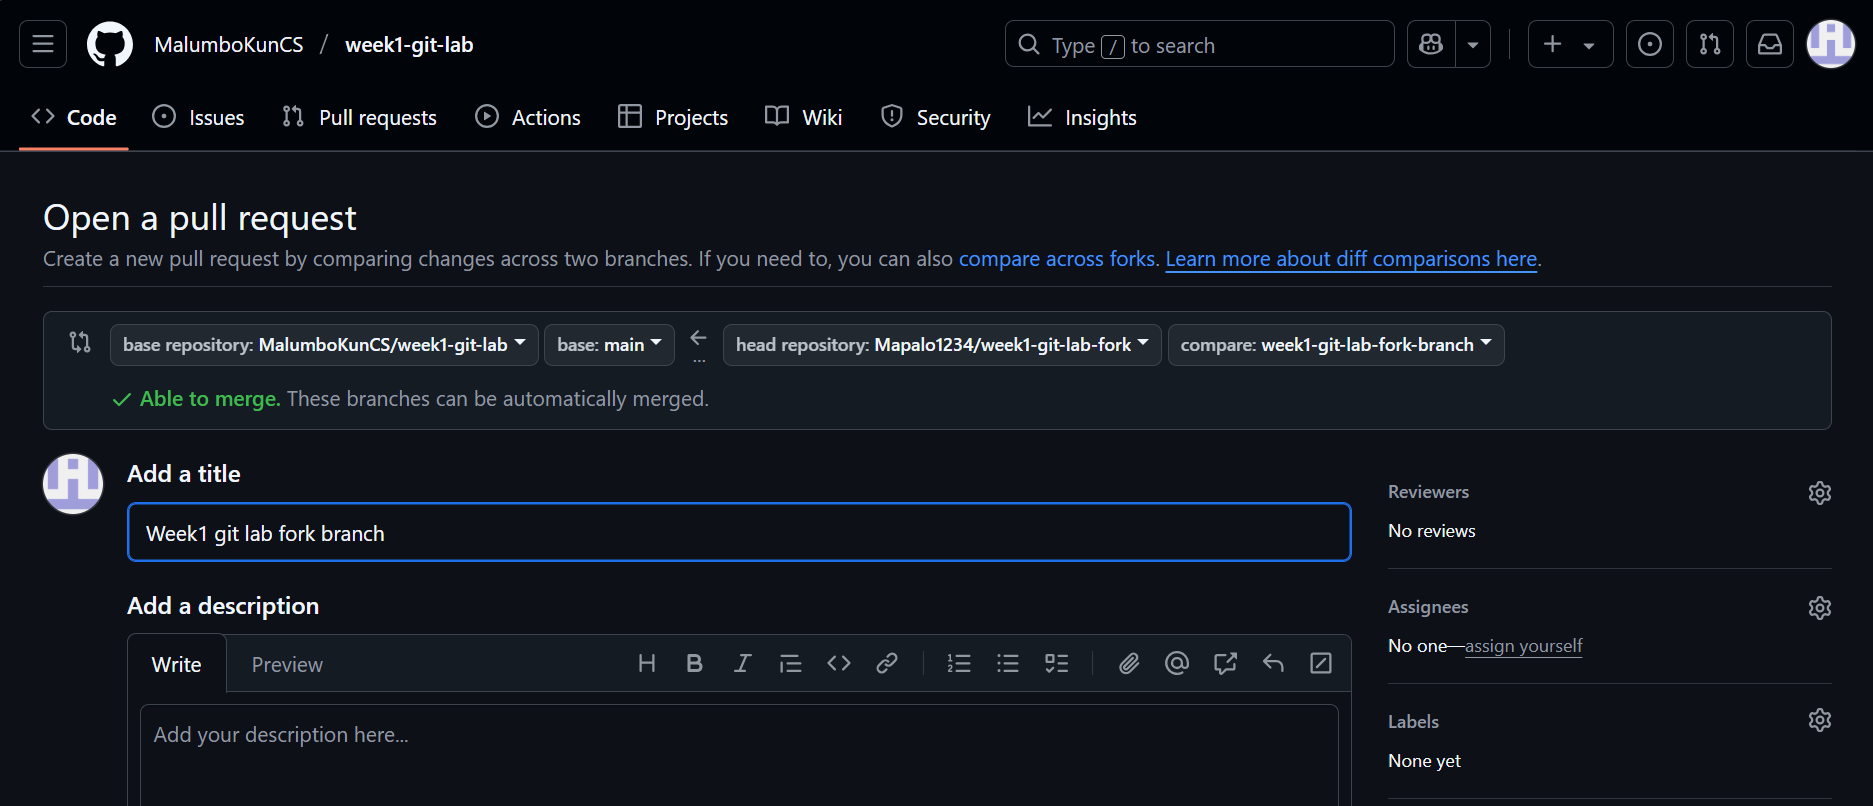 MalumboKunCS / week1-git-lab
Type / to search
Code Issues Pull requests Actions Projects Wiki Security Insights
Open a pull request
Create a new pull request by comparing changes across two branches. If you need to, you can also compare across forks. Learn more about diff comparisons here.
base repository: MalumboKunCS/week1-git-lab base: main ... head repository: Mapalo1234/week1-git-lab-fork compare: week1-git-lab-fork-branch
Able to merge. These branches can be automatically merged.
Add a title
Week1 git lab fork branch
Add a description
Write Preview
Add your description here...
Reviewers
No reviews
Assignees
No one—assign yourself
Labels
None yet